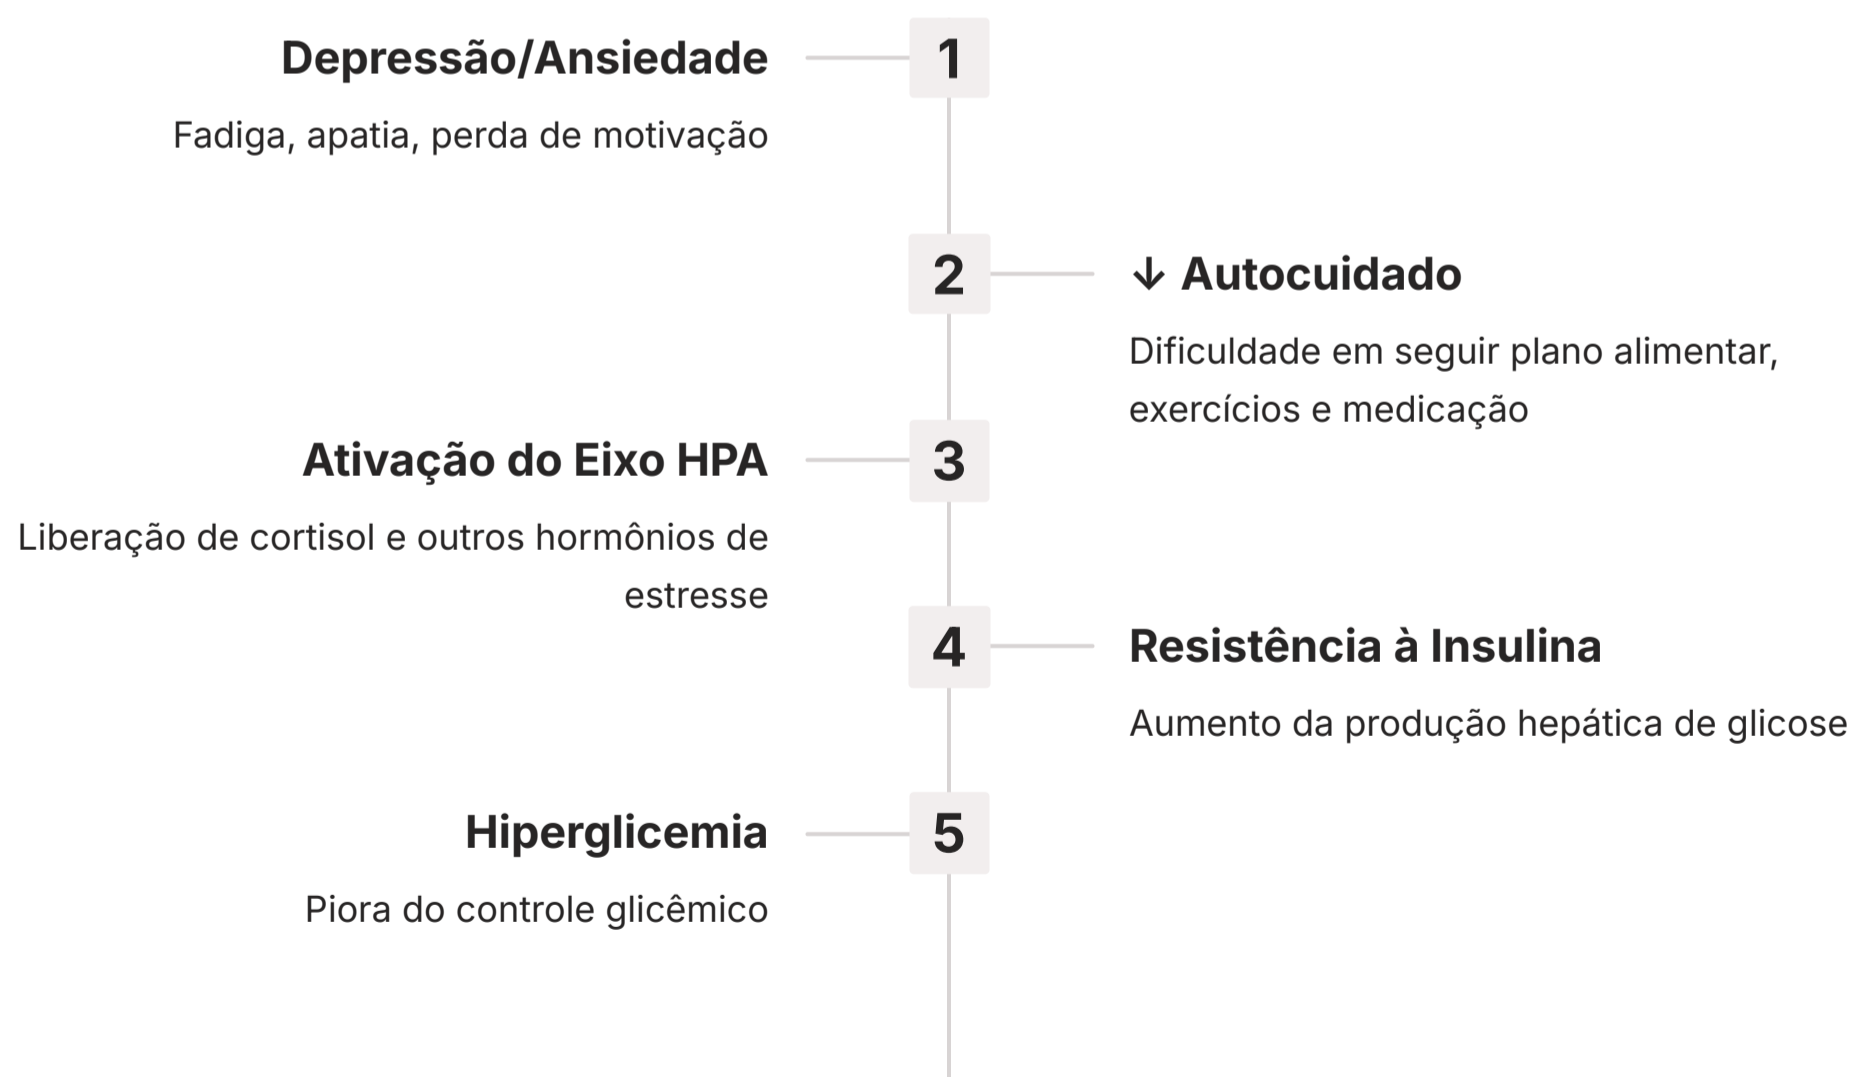 1
Depressão/Ansiedade
Fadiga, apatia, perda de motivação
2
↓ Autocuidado
Dificuldade em seguir plano alimentar,
exercícios e medicação
3
Ativação do Eixo HPA
Liberação de cortisol e outros hormônios de
estresse
4
Resistência à Insulina
Aumento da produção hepática de glicose
5
Hiperglicemia
Piora do controle glicêmico